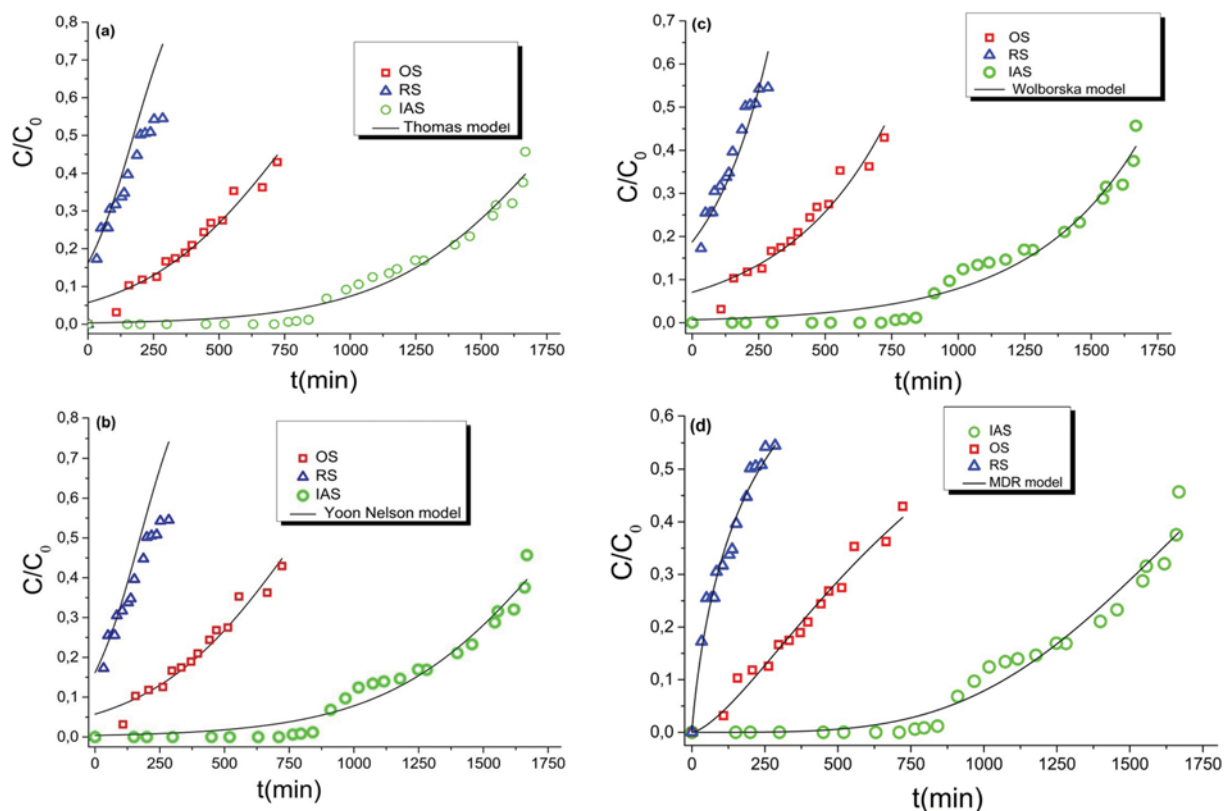 (a)
OS
RS
IAS
Thomas model
C/C0
0,8
0,7
0,6
0,5
0,4
0,3
0,2
0,1
0,0
0 250 500 750 1000 1250 1500 1750
t(min)
(c)
OS
RS
IAS
Wolborska model
C/C0
0,7
0,6
0,5
0,4
0,3
0,2
0,1
0,0
0 250 500 750 1000 1250 1500 1750
t(min)
(b)
OS
RS
IAS
Yoon Nelson model
C/C0
0,8
0,7
0,6
0,5
0,4
0,3
0,2
0,1
0,0
0 250 500 750 1000 1250 1500 1750
t(min)
(d)
IAS
OS
RS
MDR model
C/C0
0,6
0,5
0,4
0,3
0,2
0,1
0,0
0 250 500 750 1000 1250 1500 1750
t(min)